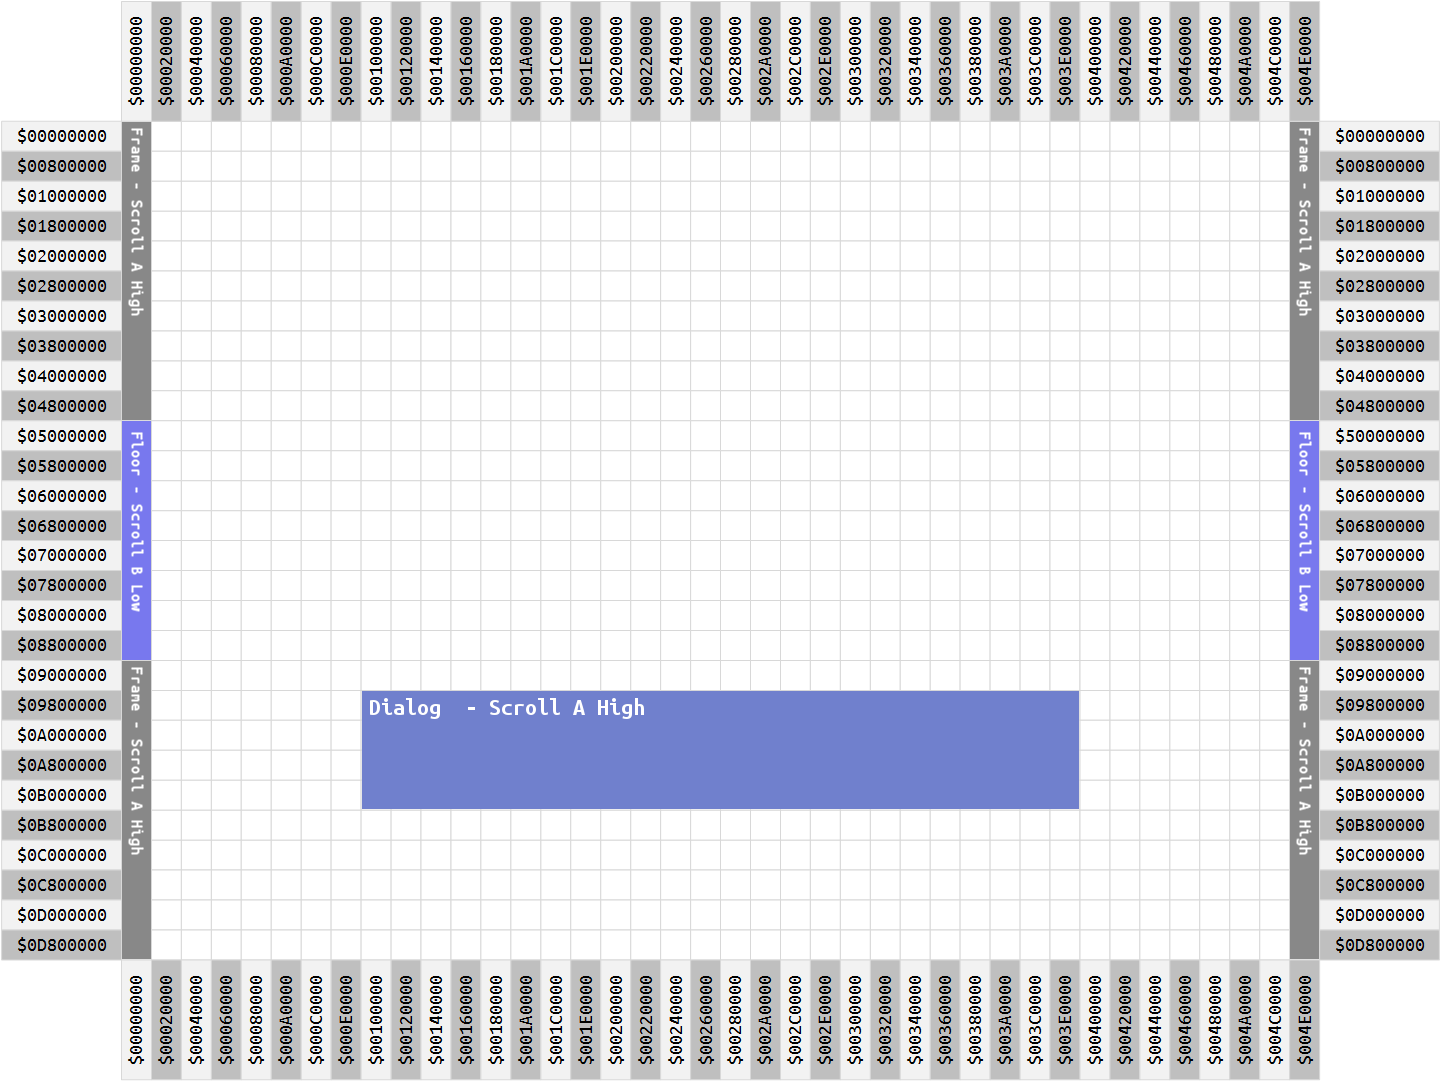 $00000000 $00020000 $00040000 $00060000 $00080000 $000A0000 $000C0000 $000E0000 $00100000 $00120000 $00140000 $00160000 $00180000 $001A0000 $001C0000 $001E0000 $00200000 $00220000 $00240000 $00260000 $00280000 $002A0000 $002C0000 $002E0000 $00300000 $00320000 $00340000 $00360000 $00380000 $003A0000 $003C0000 $003E0000 $00400000 $00420000 $00440000 $00460000 $00480000 $004A0000 $004C0000 $004E0000
$00000000
$00800000
$01000000
$01800000
$02000000
$02800000
$03000000
$03800000
$04000000
$04800000
$05000000
$05800000
$06000000
$06800000
$07000000
$07800000
$08000000
$08800000
$09000000
$09800000
$0A000000
$0A800000
$0B000000
$0B800000
$0C000000
$0C800000
$0D000000
$0D800000
Frame - Scroll A High
Floor - Scroll B Low
Frame - Scroll A High
Dialog  - Scroll A High
Frame - Scroll A High
Floor - Scroll B Low
Frame - Scroll A High
$00000000
$00800000
$01000000
$01800000
$02000000
$02800000
$03000000
$03800000
$04000000
$04800000
$50000000
$05800000
$06000000
$06800000
$07000000
$07800000
$08000000
$08800000
$09000000
$09800000
$0A000000
$0A800000
$0B000000
$0B800000
$0C000000
$0C800000
$0D000000
$0D800000
$00000000 $00020000 $00040000 $00060000 $00080000 $000A0000 $000C0000 $000E0000 $00100000 $00120000 $00140000 $00160000 $00180000 $001A0000 $001C0000 $001E0000 $00200000 $00220000 $00240000 $00260000 $00280000 $002A0000 $002C0000 $002E0000 $00300000 $00320000 $00340000 $00360000 $00380000 $003A0000 $003C0000 $003E0000 $00400000 $00420000 $00440000 $00460000 $00480000 $004A0000 $004C0000 $004E0000